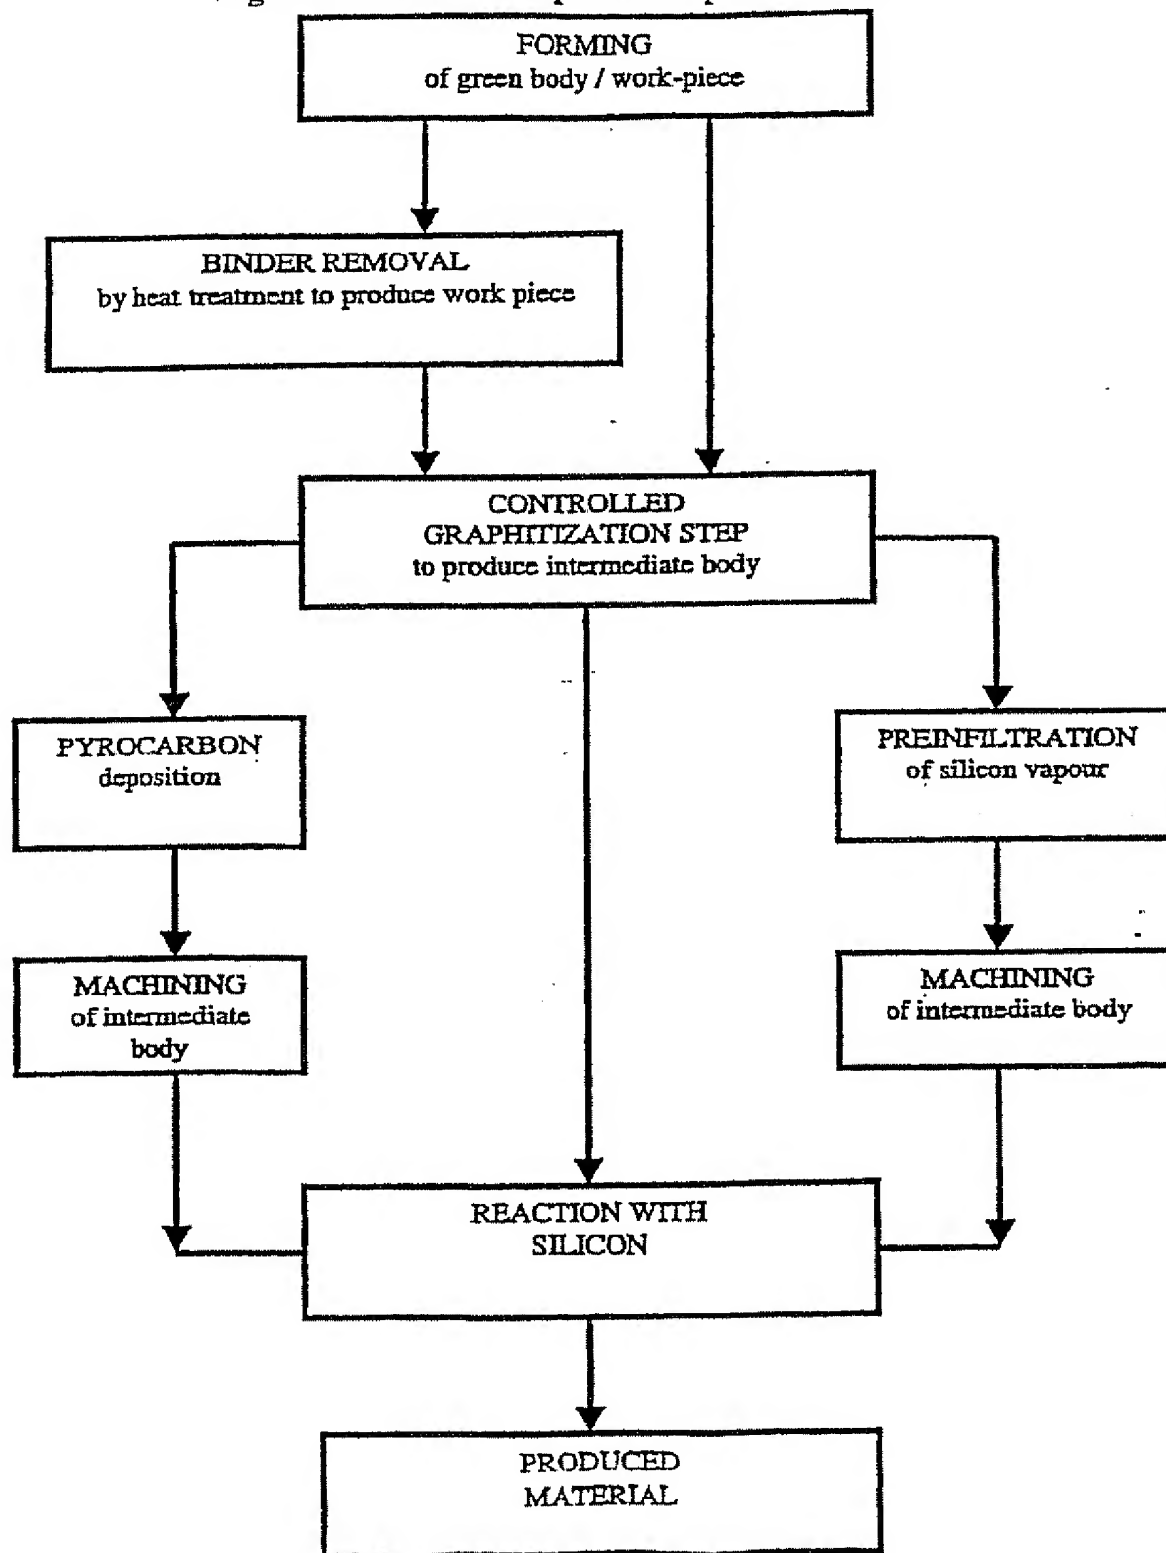 FORMING
of green body / work-piece
BINDER REMOVAL
by heat treatment to produce work piece
CONTROLLED
GRAPHITIZATION STEP
to produce intermediate body
PYROCARBON
deposition
PREINFILTRATION
of silicon vapour
MACHINING
of intermediate
body
MACHINING
of intermediate body
REACTION WITH
SILICON
PRODUCED
MATERIAL